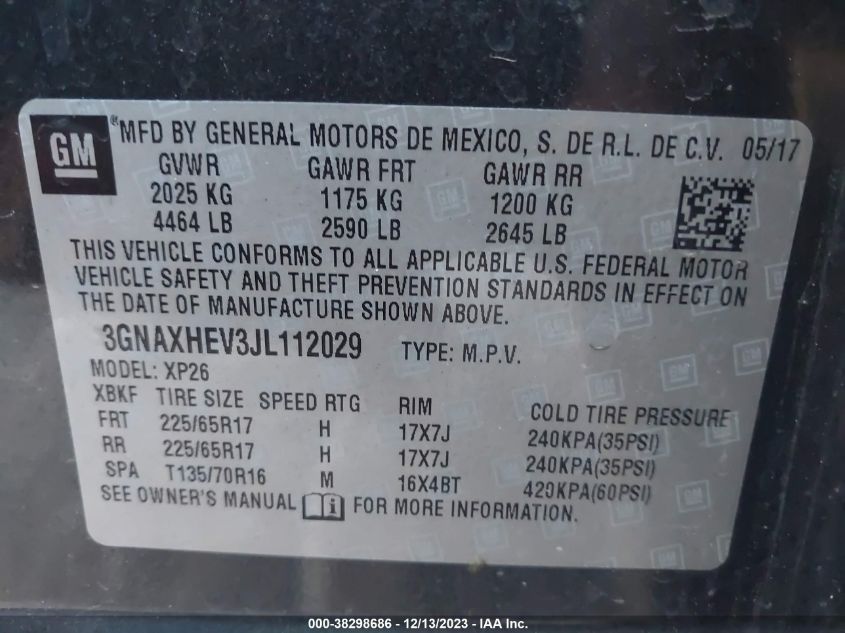 GM
®MFD BY GENERAL MOTORS DE MEXICO, S. DE R.L. DE C.V. 05/17
GVWR GAWR FRT GAWR RR
2025 KG 1175 KG 1200 KG
4464 LB 2590 LB 2645 LB
THIS VEHICLE CONFORMS TO ALL APPLICABLE U.S. FEDERAL MOTOR
VEHICLE SAFETY AND THEFT PREVENTION STANDARDS IN EFFECT ON
THE DATE OF MANUFACTURE SHOWN ABOVE.
3GNAXHEV3JL112029 TYPE: M.P.V.
MODEL: XP26
XBKF TIRE SIZE SPEED RTG RIM COLD TIRE PRESSURE
FRT 225/65R17 H 17X7J 240KPA(35PSI)
RR 225/65R17 H 17X7J 240KPA(35PSI)
SPA T135/70R16 M 16X4BT 420KPA(60PSI)
SEE OWNER'S MANUAL i FOR MORE INFORMATION.
000-38298686 - 12/13/2023 - IAA Inc.